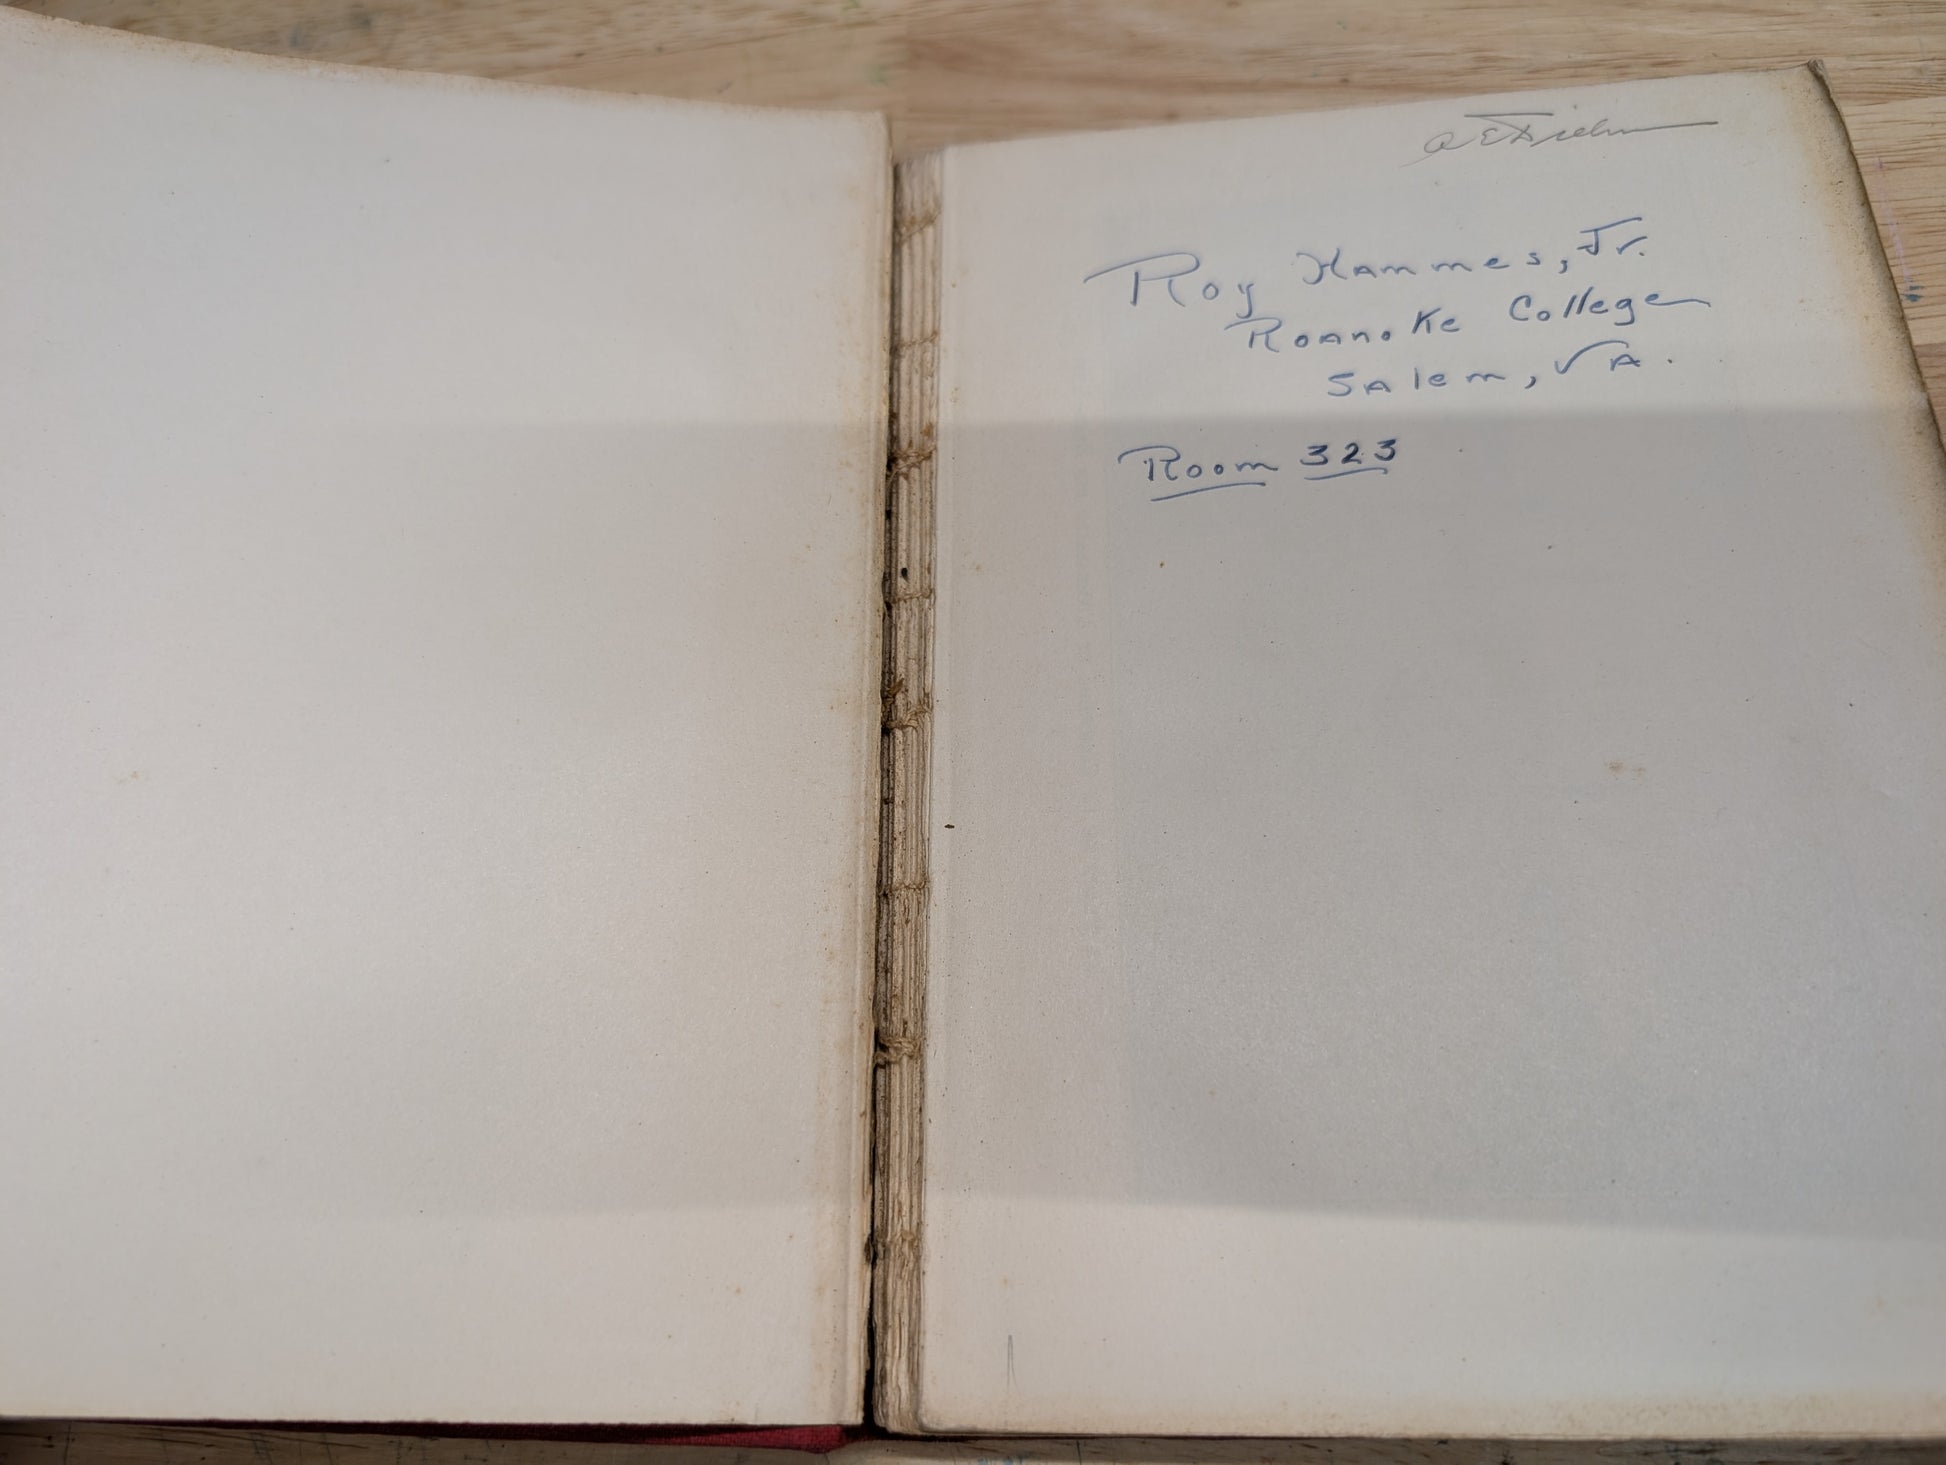 Roy Hammes, Jr.
Roanoke College
Salem, VA.
Room 323